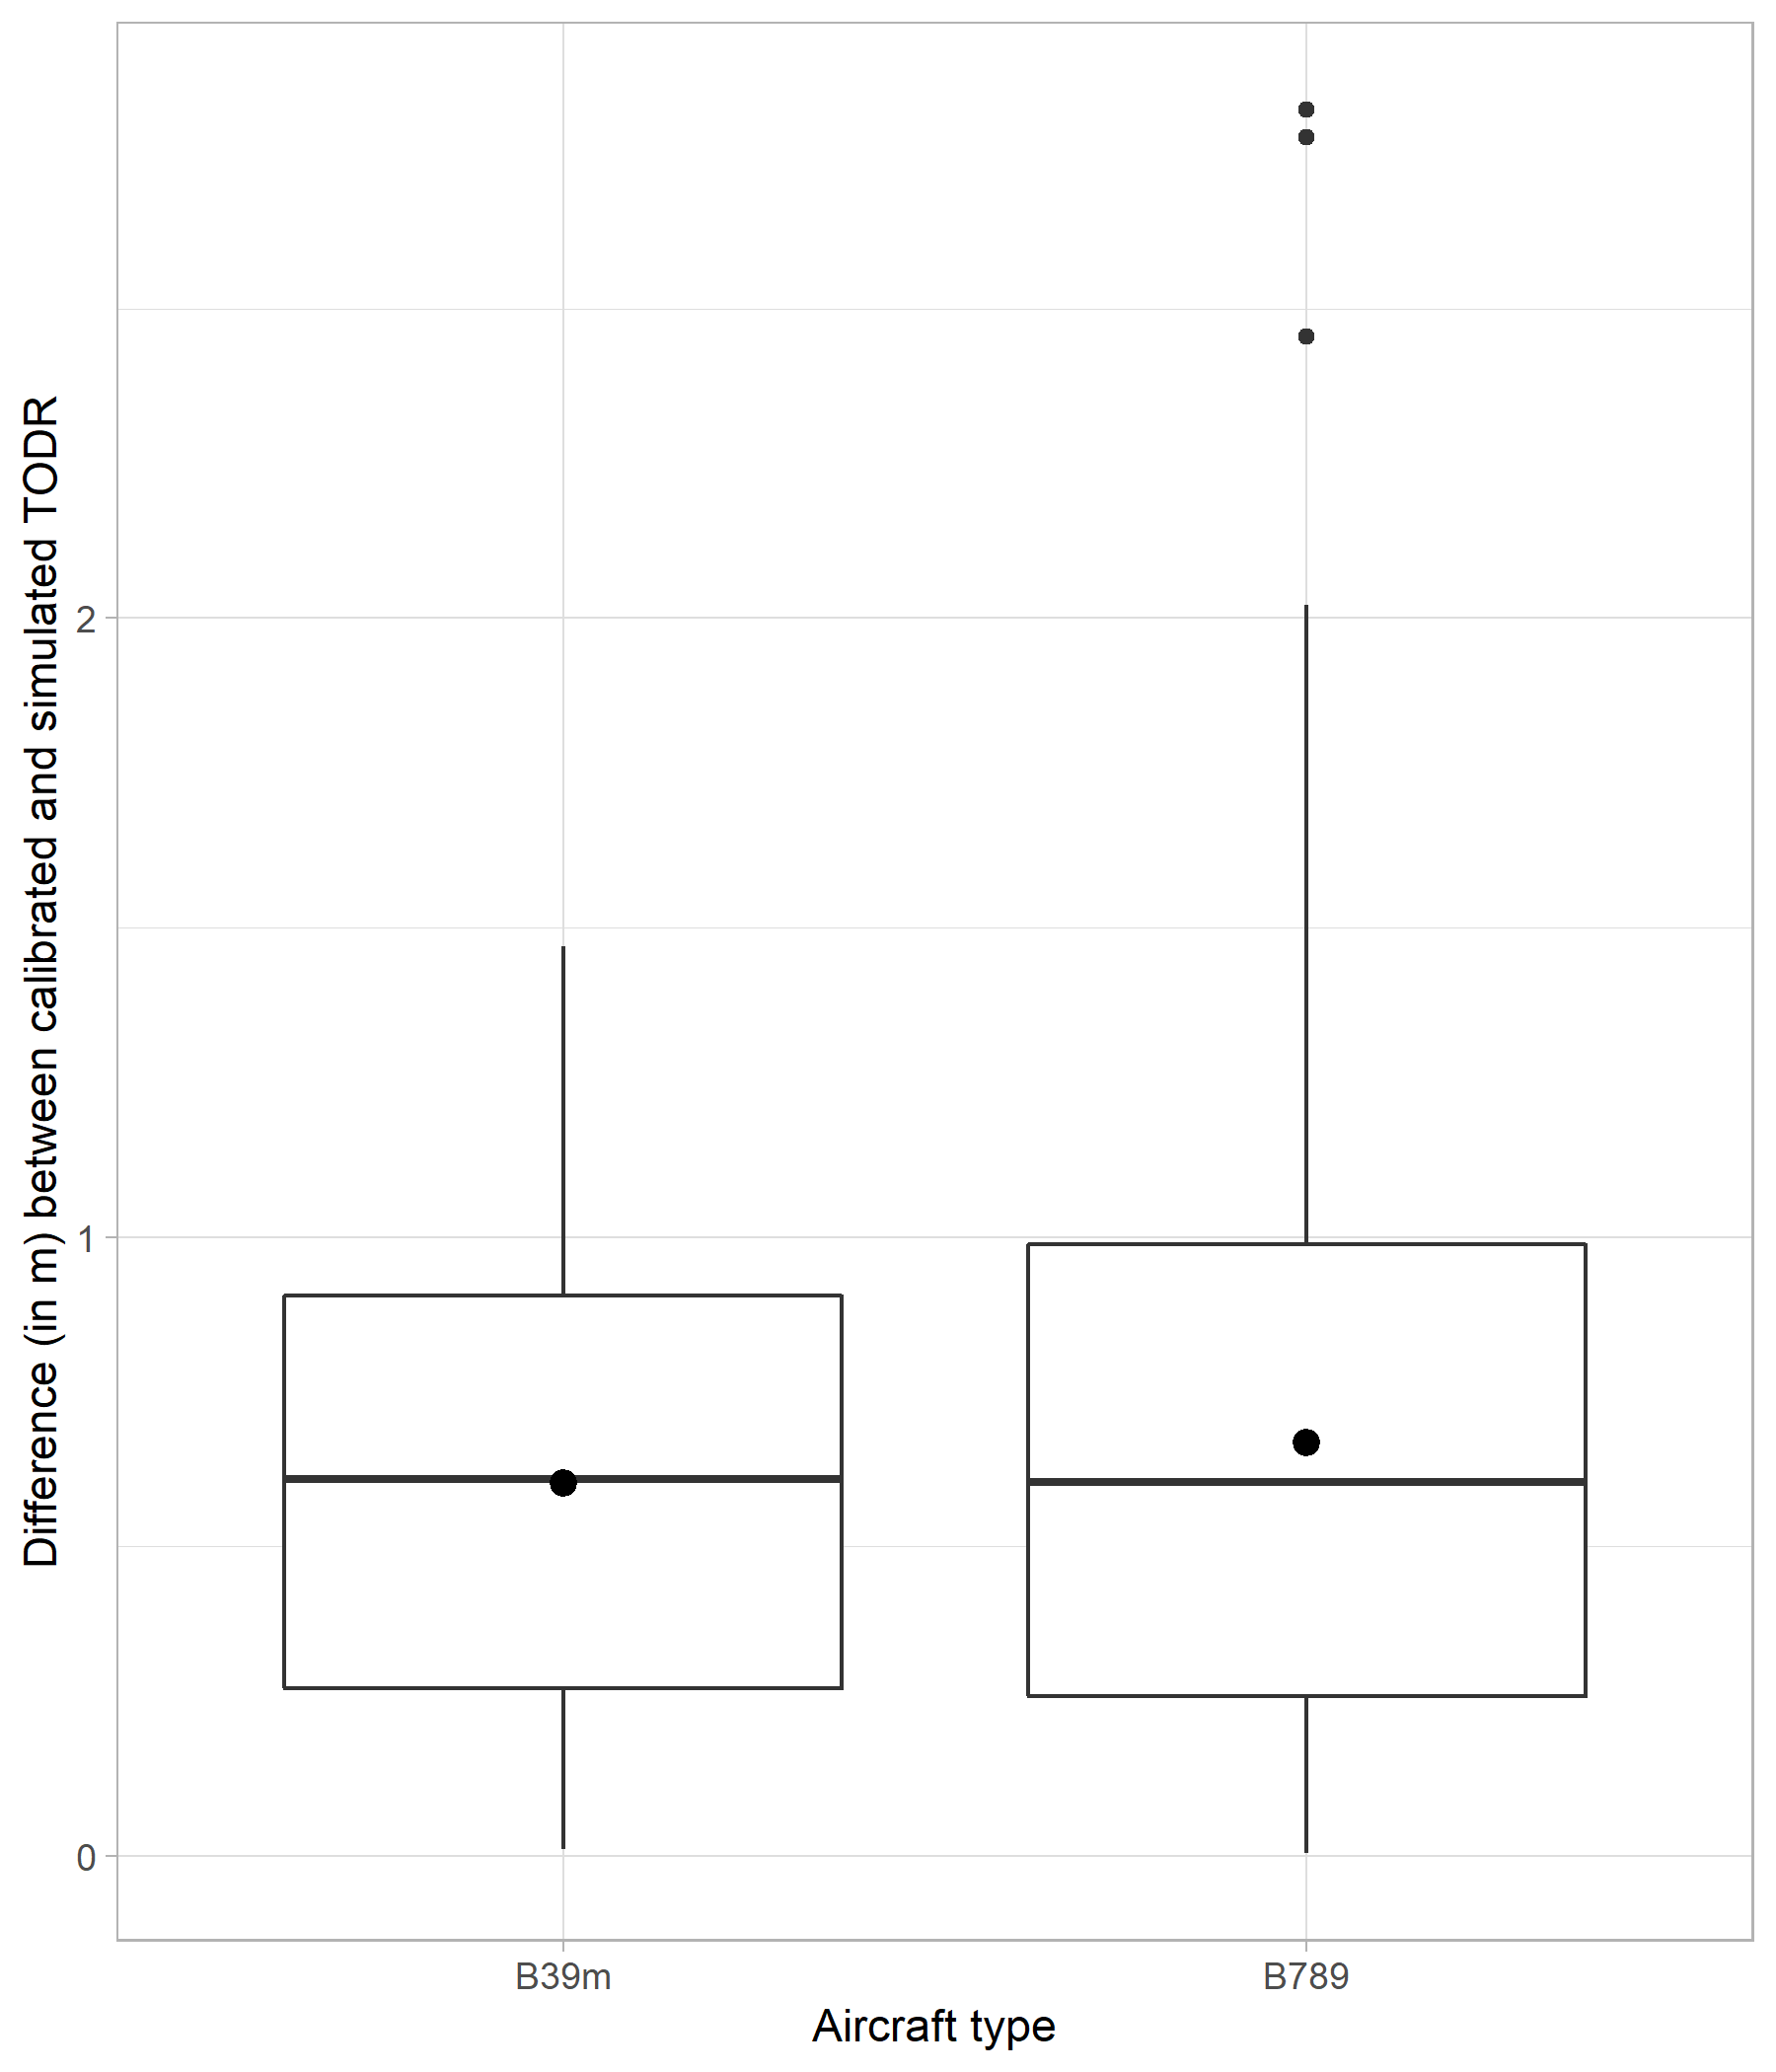 Difference (in m) between calibrated and simulated TODR
2
1
0
B39m
B789
Aircraft type